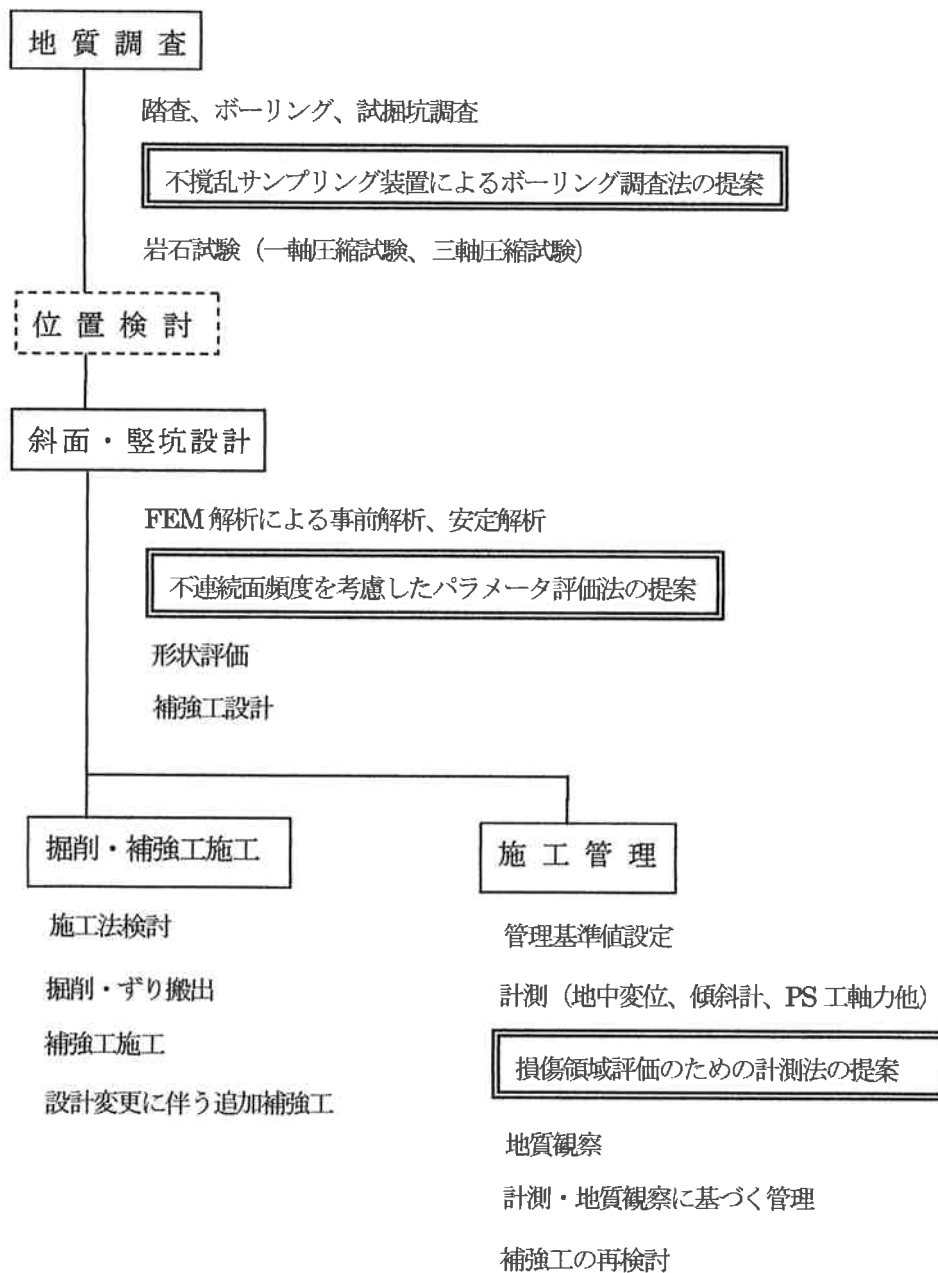 地 質 調 査
踏査、ボーリング、試掘坑調査
不撹乱サンプリング装置によるボーリング調査法の提案
岩石試験（一軸圧縮試験、三軸圧縮試験）
位 置 検 討
斜面・竪坑設計
FEM 解析による事前解析、安定解析
不連続面頻度を考慮したパラメータ評価法の提案
形状評価
補強工設計
掘削・補強工施工
施工法検討
掘削・ずり搬出
補強工施工
設計変更に伴う追加補強工
施 工 管 理
管理基準値設定
計測（地中変位、傾斜計、PS 工軸力他）
損傷領域評価のための計測法の提案
地質観察
計測・地質観察に基づく管理
補強工の再検討